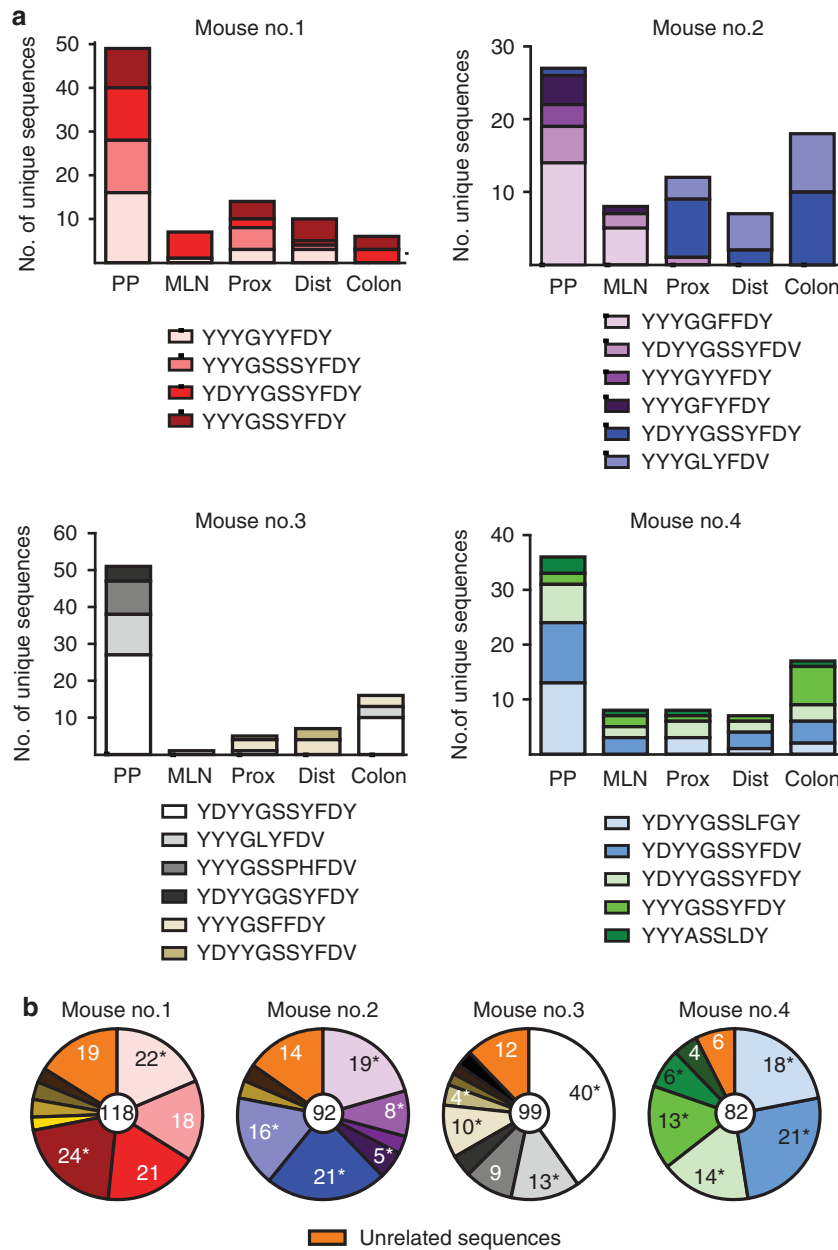 a
Mouse no.1
No. of unique sequences
50
40
30
20
10
PP MLN Prox Dist Colon
YYYGYYFDY
YYYGSSSYFDY
YDYYGSSYFDY
YYYGSSYFDY
Mouse no.2
No. unique sequences
30
20
10
PP MLN Prox Dist Colon
YYYGGFFDY
YDYYGSSYFDV
YYYGYYFDY
YYYGFYFDY
YDYYGSSYFDY
YYYGLYFDV
Mouse no.3
No. of unique sequences
60
50
40
30
20
10
PP MLN Prox Dist Colon
YDYYGSSYFDY
YYYGLYFDV
YYYGSSPHFDV
YDYYGGSYFDY
YYYGSFFDY
YDYYGSSYFDV
Mouse no.4
No.of unique sequences
40
30
20
10
PP MLN Prox Dist Colon
YDYYGSSLFGY
YDYYGSSYFDV
YDYYGSSYFDY
YYYGSSYFDY
YYYASSLDY
b
Mouse no.1
19
22*
118
18
24*
21
Mouse no.2
14
19*
92
8*
16*
5*
21*
Mouse no.3
12
4*
40*
99
10*
9
13*
Mouse no.4
6
4
18*
6*
82
13*
21*
14*
Unrelated sequences